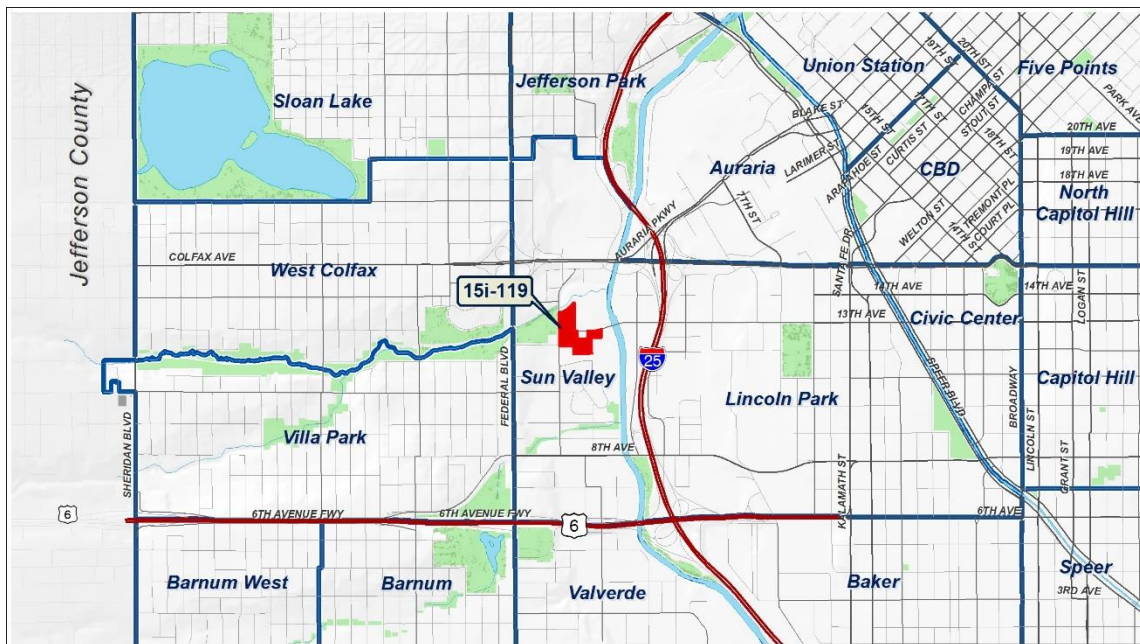 Jefferson County
Sloan Lake
Jefferson Park
Union Station
Five Points
19TH ST
20TH ST
17TH ST
CHAMPA ST
STOUT ST
18TH ST
PARK AVE
BLAKE ST
15TH ST
LARIMER ST
CURTIS ST
ARAPAHOE ST
20TH AVE
19TH AVE
18TH AVE
Auraria
CBD
North
Capitol Hill
7TH ST
WELTON ST
TREMONT PL
COURT PL
14TH ST
AURARIA PKWY
SANTA FE DR
COLFAX AVE
West Colfax
15i-119
14TH AVE
14TH AVE
13TH AVE
LOGAN ST
Civic Center
25
Sun Valley
Lincoln Park
Capitol Hill
SPEER BLVD
BROADWAY
LINCOLN ST
GRANT ST
FEDERAL BLVD
SHERIDAN BLVD
Villa Park
8TH AVE
KALAMATH ST
6
6TH AVENUE FWY
6TH AVENUE FWY
6
6TH AVE
Barnum West
Barnum
Valverde
Baker
Speer
3RD AVE